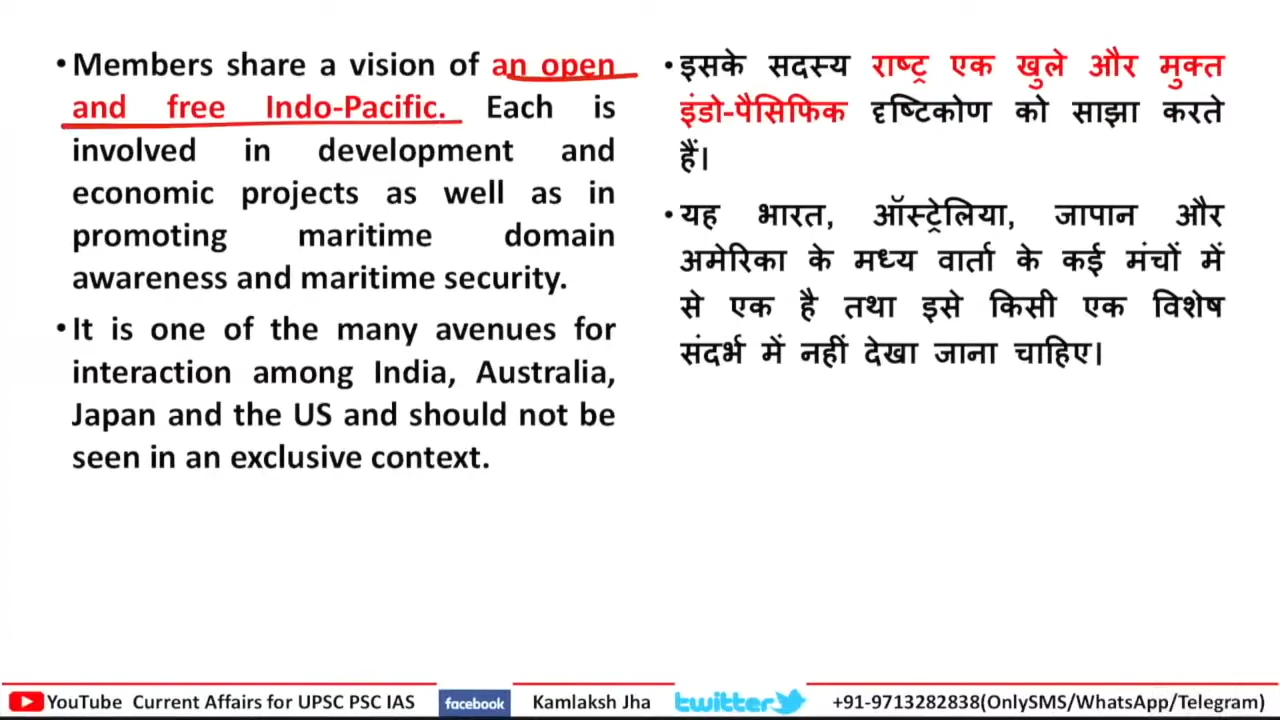 •Members share a vision of an open
and free Indo-Pacific. Each is
involved in development and
economic projects as well as in
promoting maritime domain
awareness and maritime security.
•It is one of the many avenues for
interaction among India, Australia,
Japan and the US and should not be
seen in an exclusive context.
•इसके सदस्य राष्ट्र एक खुले और मुक्त
इंडो-पैसिफिक दृष्टिकोण को साझा करते
हैं।
•यह भारत, ऑस्ट्रेलिया, जापान और
अमेरिका के मध्य वार्ता के कई मंचों में
से एक है तथा इसे किसी एक विशेष
संदर्भ में नहीं देखा जाना चाहिए।
YouTube Current Affairs for UPSC PSC IAS facebook Kamlaksh Jha twitter +91-9713282838(OnlySMS/WhatsApp/Telegram)